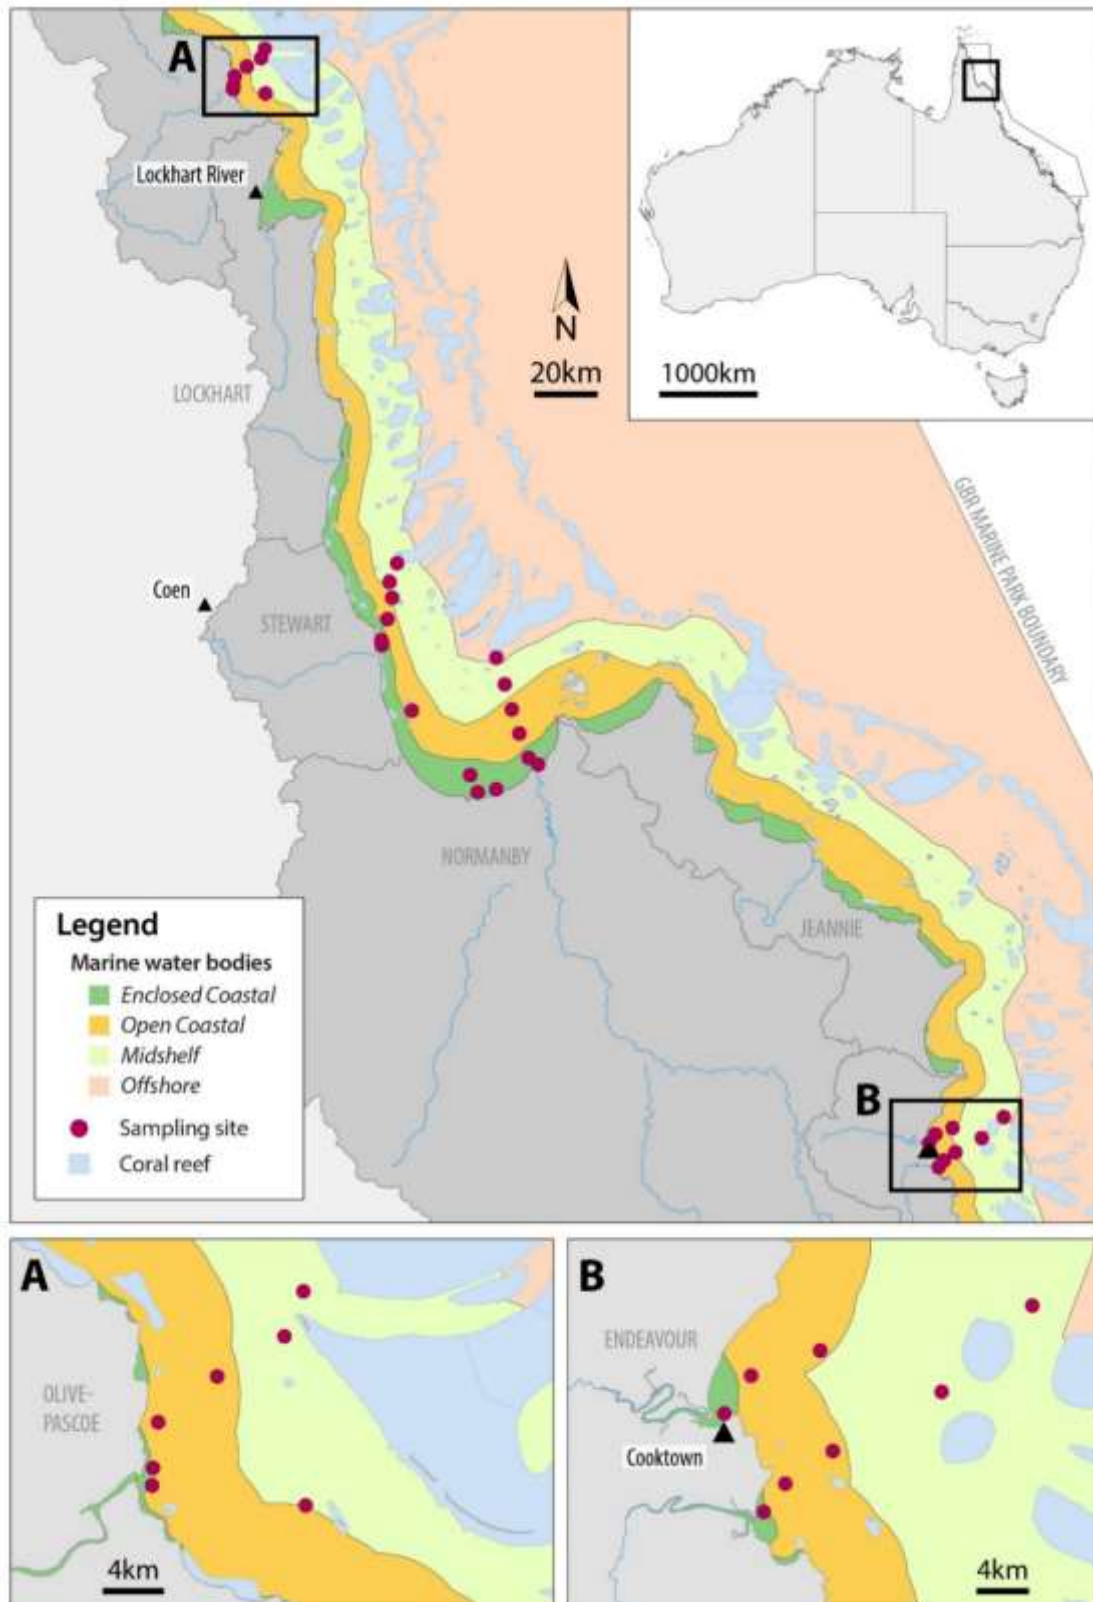 A
Lockhart River
N
20km
1000km
LOCKHART
GBR MARINE PARK BOUNDARY
Coen
STEWART
NORMANBY
JEANNIE
Legend
Marine water bodies
Enclosed Coastal
Open Coastal
Midshelf
Offshore
Sampling site
Coral reef
B
A
OLIVE-
PASCOE
4km
B
ENDEAVOUR
Cooktown
4km